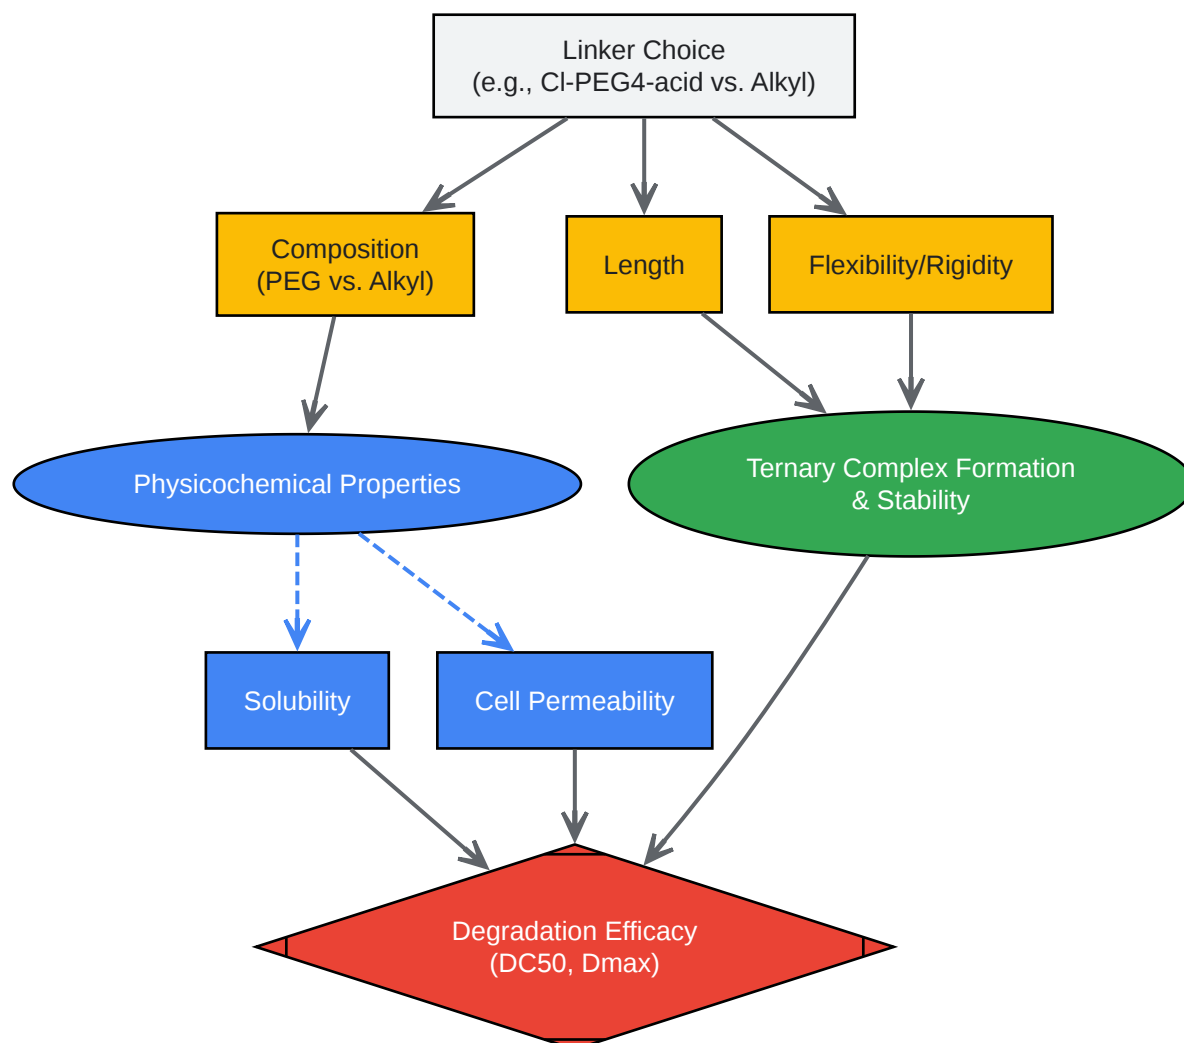 Linker Choice
(e.g., Cl-PEG4-acid vs. Alkyl)
Composition
(PEG vs. Alkyl)
Length
Flexibility/Rigidity
Physicochemical Properties
Ternary Complex Formation
& Stability
Solubility
Cell Permeability
Degradation Efficacy
(DC50, Dmax)